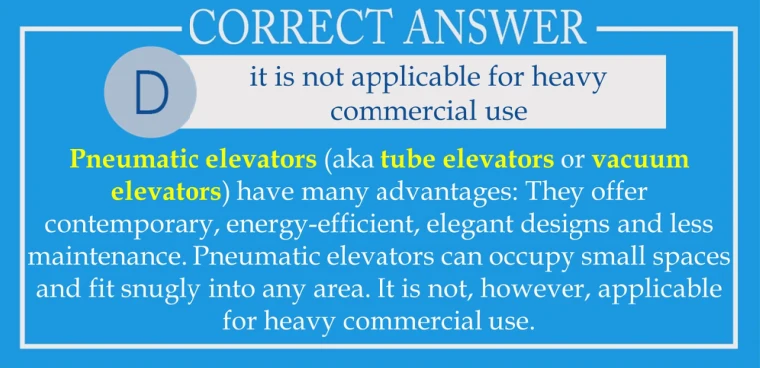 CORRECT ANSWER
D
it is not applicable for heavy
commercial use
Pneumatic elevators (aka tube elevators or vacuum
elevators) have many advantages: They offer
contemporary, energy-efficient, elegant designs and less
maintenance. Pneumatic elevators can occupy small spaces
and fit snugly into any area. It is not, however, applicable
for heavy commercial use.